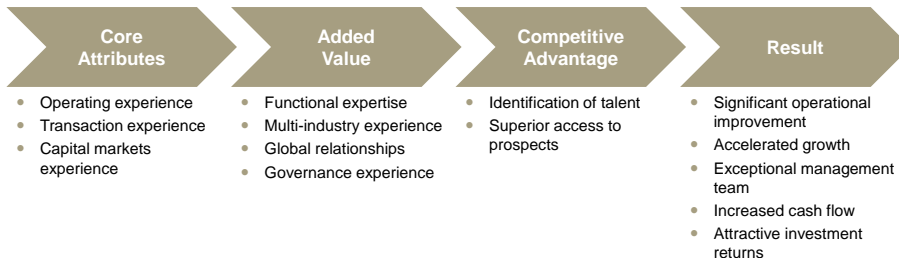 Core
Attributes
• Operating experience
• Transaction experience
• Capital markets
experience
Added
Value
• Functional expertise
• Multi-industry experience
• Global relationships
• Governance experience
Competitive
Advantage
• Identification of talent
• Superior access to
prospects
Result
• Significant operational
improvement
• Accelerated growth
• Exceptional management
team
• Increased cash flow
• Attractive investment
returns